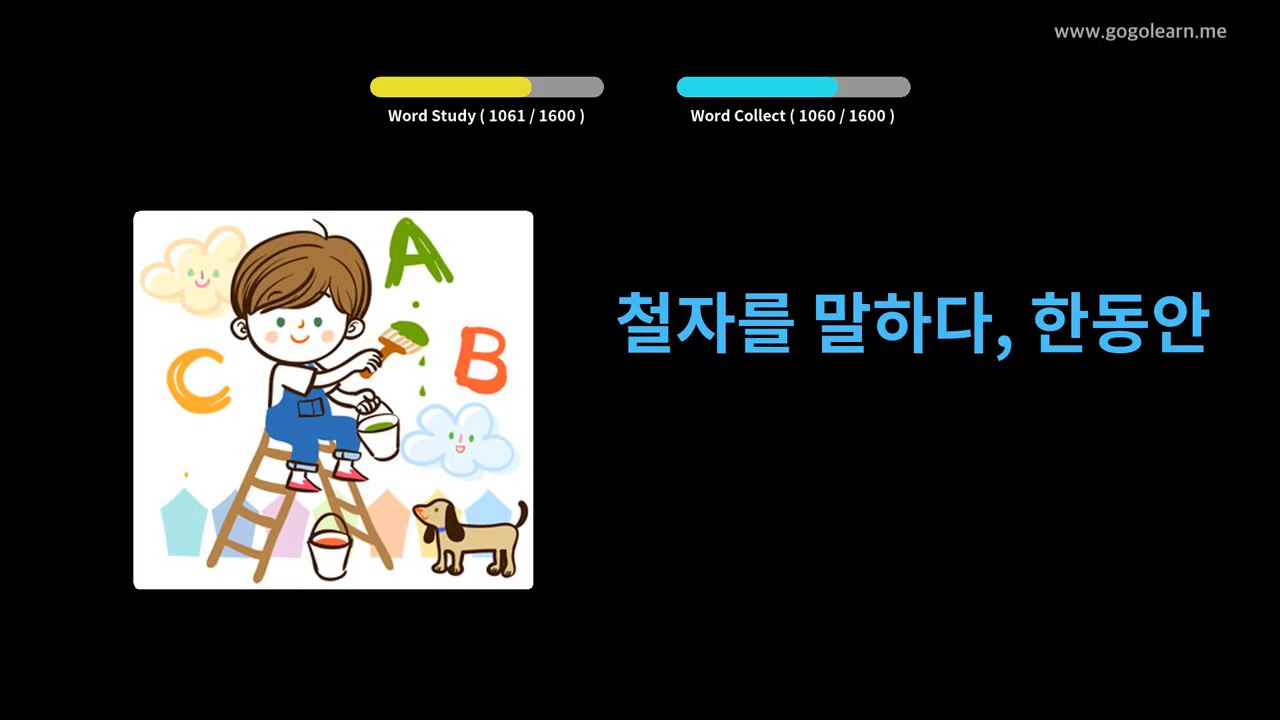 www.gogolearn.me
Word Study ( 1061 / 1600 )
Word Collect ( 1060 / 1600 )
A
B
C
철자를 말하다, 한동안